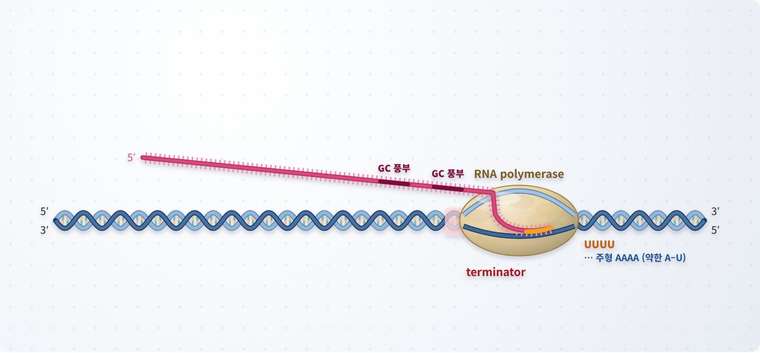 5′
GC 풍부
GC 풍부
RNA polymerase
5′
3′
3′
5′
UUUU
··· 주형 AAAA (약한 A–U)
terminator